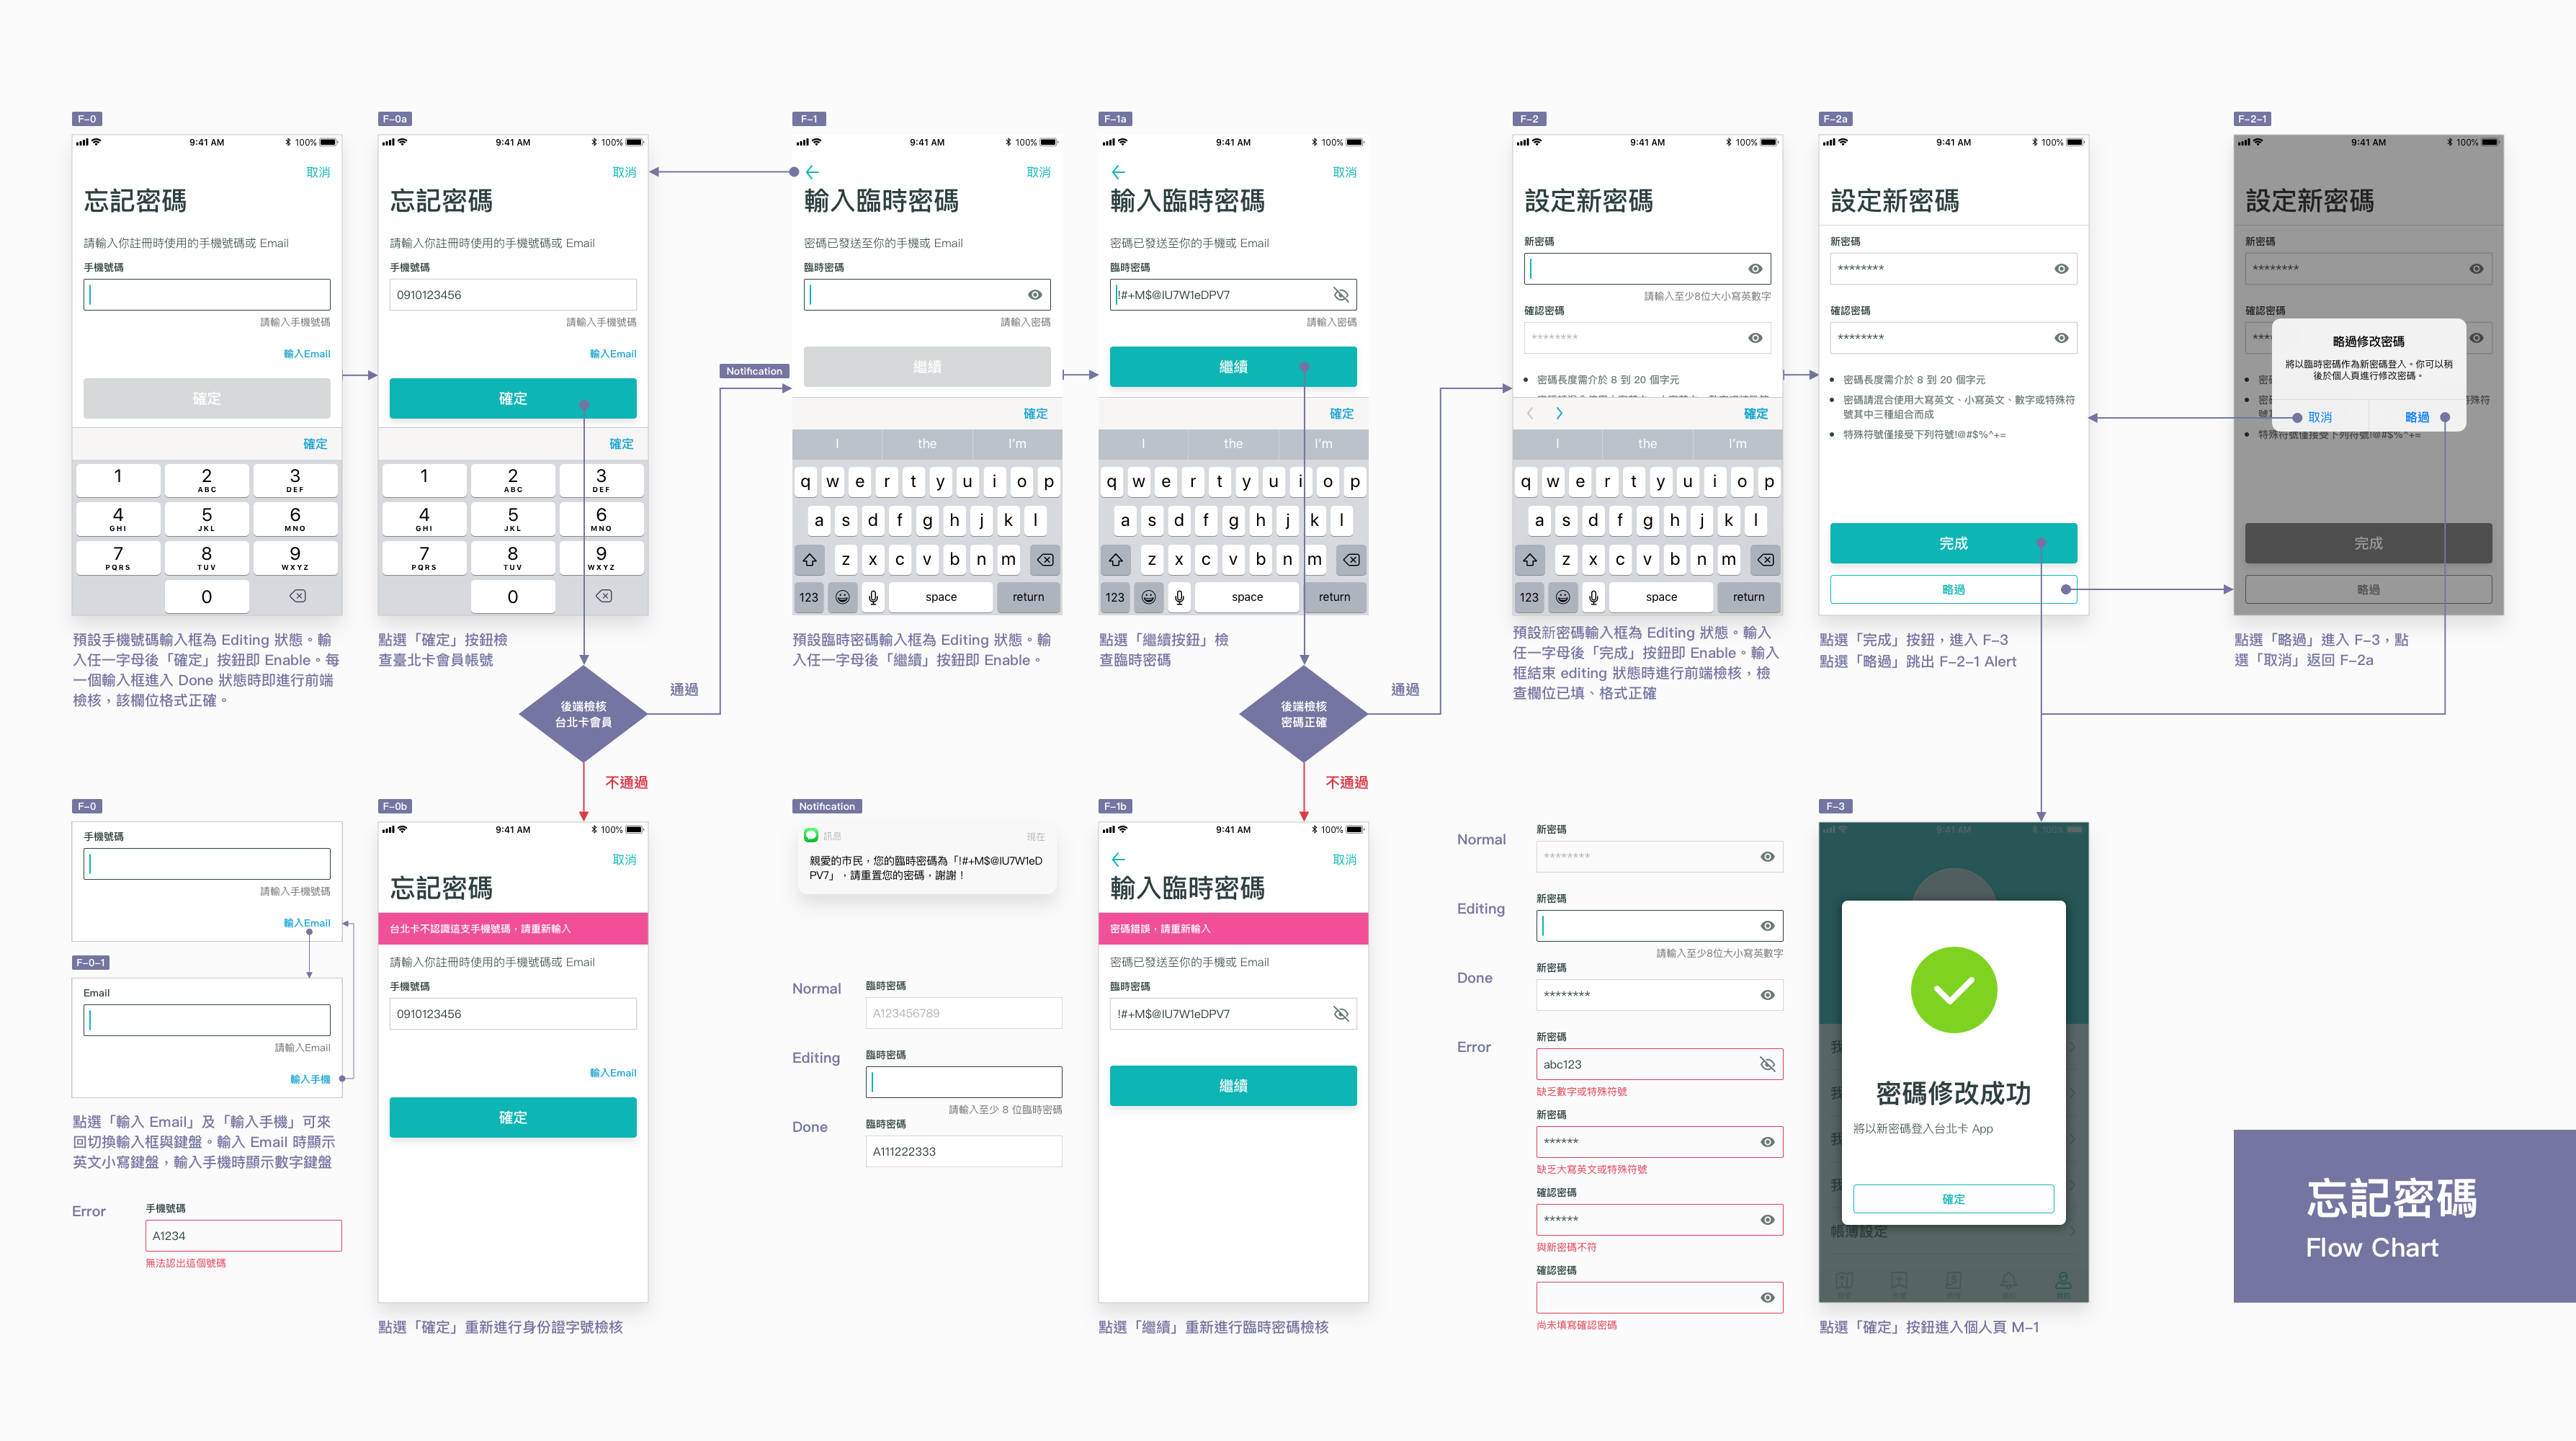 F-0
9:41 AM
100%
取消
忘記密碼
請輸入你註冊時使用的手機號碼或 Email
手機號碼
請輸入手機號碼
輸入Email
確定
確定
1
2
ABC
3
DEF
4
GHI
5
JKL
6
MNO
7
PQRS
8
TUV
9
WXYZ
0
預設手機號碼輸入框為 Editing 狀態。輸
入任一字母後「確定」按鈕即 Enable。每
一個輸入框進入 Done 狀態時即進行前端
檢核，該欄位格式正確。
F-0a
9:41 AM
100%
取消
忘記密碼
請輸入你註冊時使用的手機號碼或 Email
手機號碼
0910123456
請輸入手機號碼
輸入Email
確定
確定
1
2
ABC
3
DEF
4
GHI
5
JKL
6
MNO
7
PQRS
8
TUV
9
WXYZ
0
點選「確定」按鈕檢
查臺北卡會員帳號
後端檢核
台北卡會員
通過
不通過
Notification
F-1
9:41 AM
100%
取消
輸入臨時密碼
密碼已發送至你的手機或 Email
臨時密碼
請輸入密碼
繼續
確定
I the I'm
q w e r t y u i o p
a s d f g h j k l
z x c v b n m
123 space return
預設臨時密碼輸入框為 Editing 狀態。輸
入任一字母後「繼續」按鈕即 Enable。
F-1a
9:41 AM
100%
取消
輸入臨時密碼
密碼已發送至你的手機或 Email
臨時密碼
!#+M$@IU7W1eDPV7
請輸入密碼
繼續
確定
I the I'm
q w e r t y u i o p
a s d f g h j k l
z x c v b n m
123 space return
點選「繼續按鈕」檢
查臨時密碼
後端檢核
密碼正確
通過
不通過
F-2
9:41 AM
100%
設定新密碼
新密碼
請輸入至少8位大小寫英數字
確認密碼
********
• 密碼長度需介於 8 到 20 個字元
確定
I the I'm
q w e r t y u i o p
a s d f g h j k l
z x c v b n m
123 space return
預設新密碼輸入框為 Editing 狀態。輸入
任一字母後「完成」按鈕即 Enable。輸入
框結束 editing 狀態時進行前端檢核，檢
查欄位已填、格式正確
F-2a
9:41 AM
100%
設定新密碼
新密碼
********
確認密碼
********
• 密碼長度需介於 8 到 20 個字元
• 密碼請混合使用大寫英文、小寫英文、數字或特殊符
號其中三種組合而成
• 特殊符號僅接受下列符號!@#$%^+=
完成
略過
點選「完成」按鈕，進入 F-3
點選「略過」跳出 F-2-1 Alert
F-2-1
9:41 AM
100%
設定新密碼
新密碼
********
確認密碼
略過修改密碼
將以臨時密碼作為新密碼登入。你可以稍
後於個人頁進行修改密碼。
取消
略過
• 特殊符號僅接受下列符號!@#$%^+=
完成
略過
點選「略過」進入 F-3，點
選「取消」返回 F-2a
F-0
手機號碼
請輸入手機號碼
輸入Email
F-0-1
Email
請輸入Email
輸入手機
點選「輸入 Email」及「輸入手機」可來
回切換輸入框與鍵盤。輸入 Email 時顯示
英文小寫鍵盤，輸入手機時顯示數字鍵盤
Error
手機號碼
A1234
無法認出這個號碼
F-0b
9:41 AM
100%
取消
忘記密碼
台北卡不認識這支手機號碼，請重新輸入
請輸入你註冊時使用的手機號碼或 Email
手機號碼
0910123456
輸入Email
確定
點選「確定」重新進行身份證字號檢核
Notification
訊息
現在
親愛的市民，您的臨時密碼為「!#+M$@IU7W1eD
PV7」，請重置您的密碼，謝謝！
Normal
臨時密碼
A123456789
Editing
臨時密碼
請輸入至少 8 位臨時密碼
Done
臨時密碼
A111222333
F-1b
9:41 AM
100%
取消
輸入臨時密碼
密碼錯誤，請重新輸入
密碼已發送至你的手機或 Email
臨時密碼
!#+M$@IU7W1eDPV7
繼續
點選「繼續」重新進行臨時密碼檢核
Normal
新密碼
********
Editing
新密碼
請輸入至少8位大小寫英數字
Done
新密碼
********
Error
新密碼
abc123
缺乏數字或特殊符號
新密碼
******
缺乏大寫英文或特殊符號
確認密碼
******
與新密碼不符
確認密碼
尚未填寫確認密碼
F-3
9:41 AM
100%
密碼修改成功
將以新密碼登入台北卡 App
確定
帳簿設定
點選「確定」按鈕進入個人頁 M-1
忘記密碼
Flow Chart